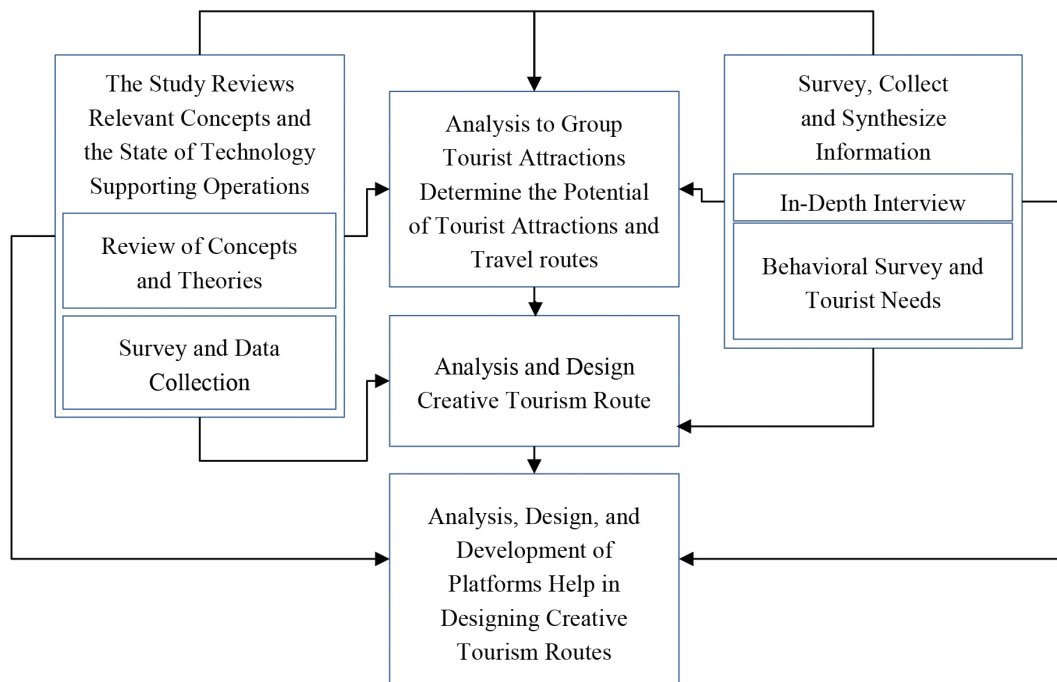 The Study Reviews
Relevant Concepts and
the State of Technology
Supporting Operations
Review of Concepts
and Theories
Survey and Data
Collection
Analysis to Group
Tourist Attractions
Determine the Potential
of Tourist Attractions and
Travel routes
Analysis and Design
Creative Tourism Route
Analysis, Design, and
Development of
Platforms Help in
Designing Creative
Tourism Routes
Survey, Collect
and Synthesize
Information
In-Depth Interview
Behavioral Survey and
Tourist Needs